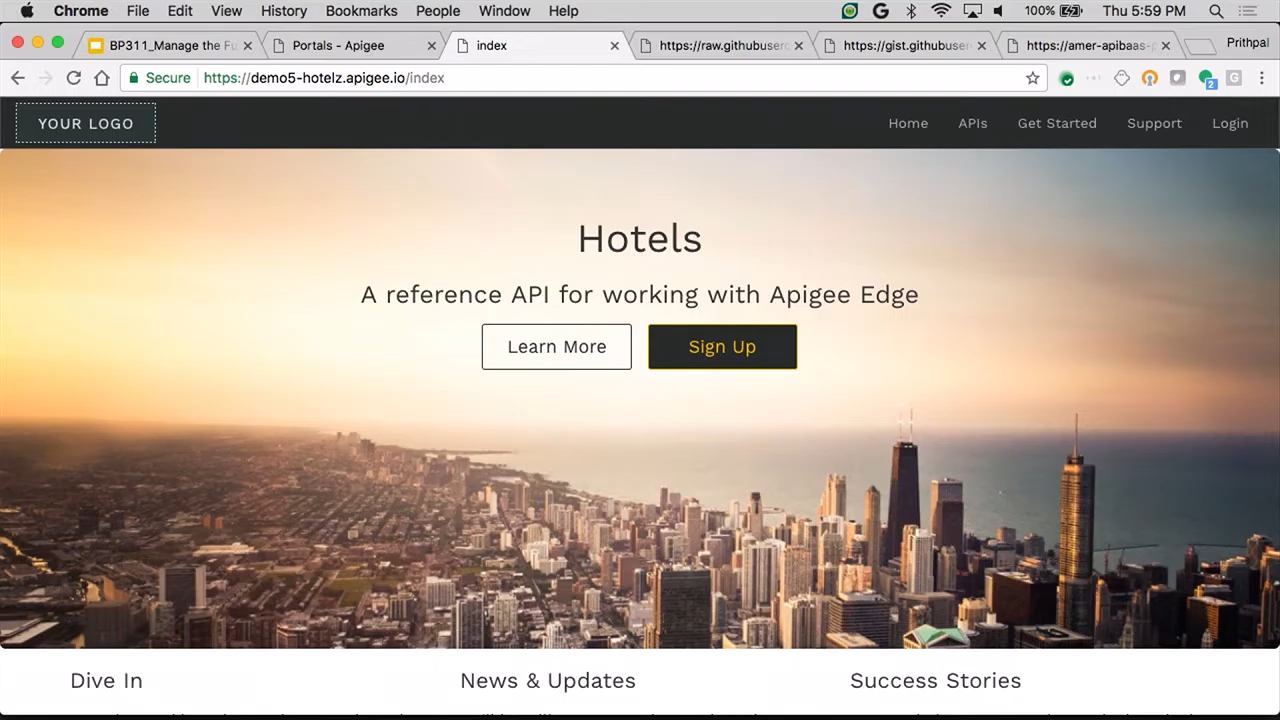 Chrome File Edit View History Bookmarks People Window Help 100% Thu 5:59 PM
BP311_Manage the Fu Portals - Apigee index https://raw.githubuserc https://gist.githubuser https://amer-apibaas-p Prithpal
Secure https://demo5-hotelz.apigee.io/index 2
YOUR LOGO Home APIs Get Started Support Login
Hotels
A reference API for working with Apigee Edge
Learn More Sign Up
Dive In News & Updates Success Stories